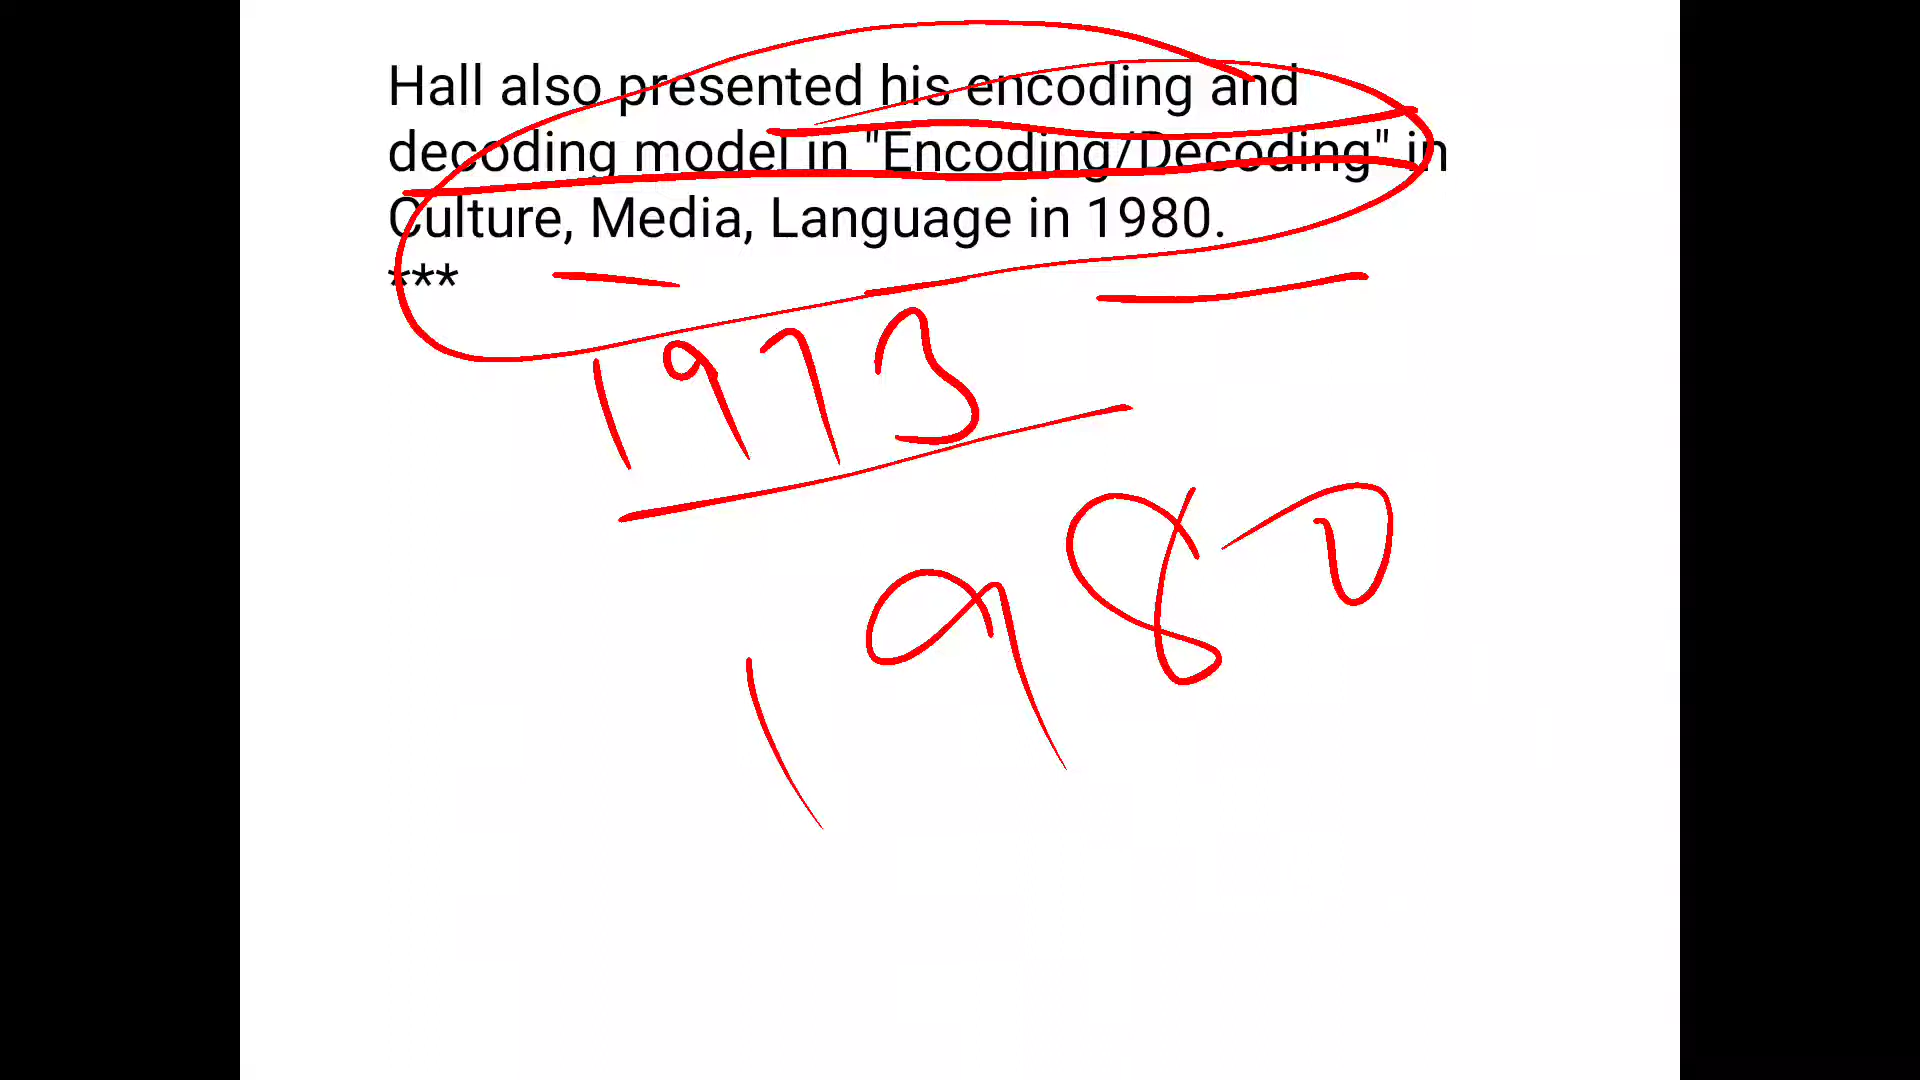 Hall also presented his encoding and
decoding model in "Encoding/Decoding" in
Culture, Media, Language in 1980.
***
1973
1980